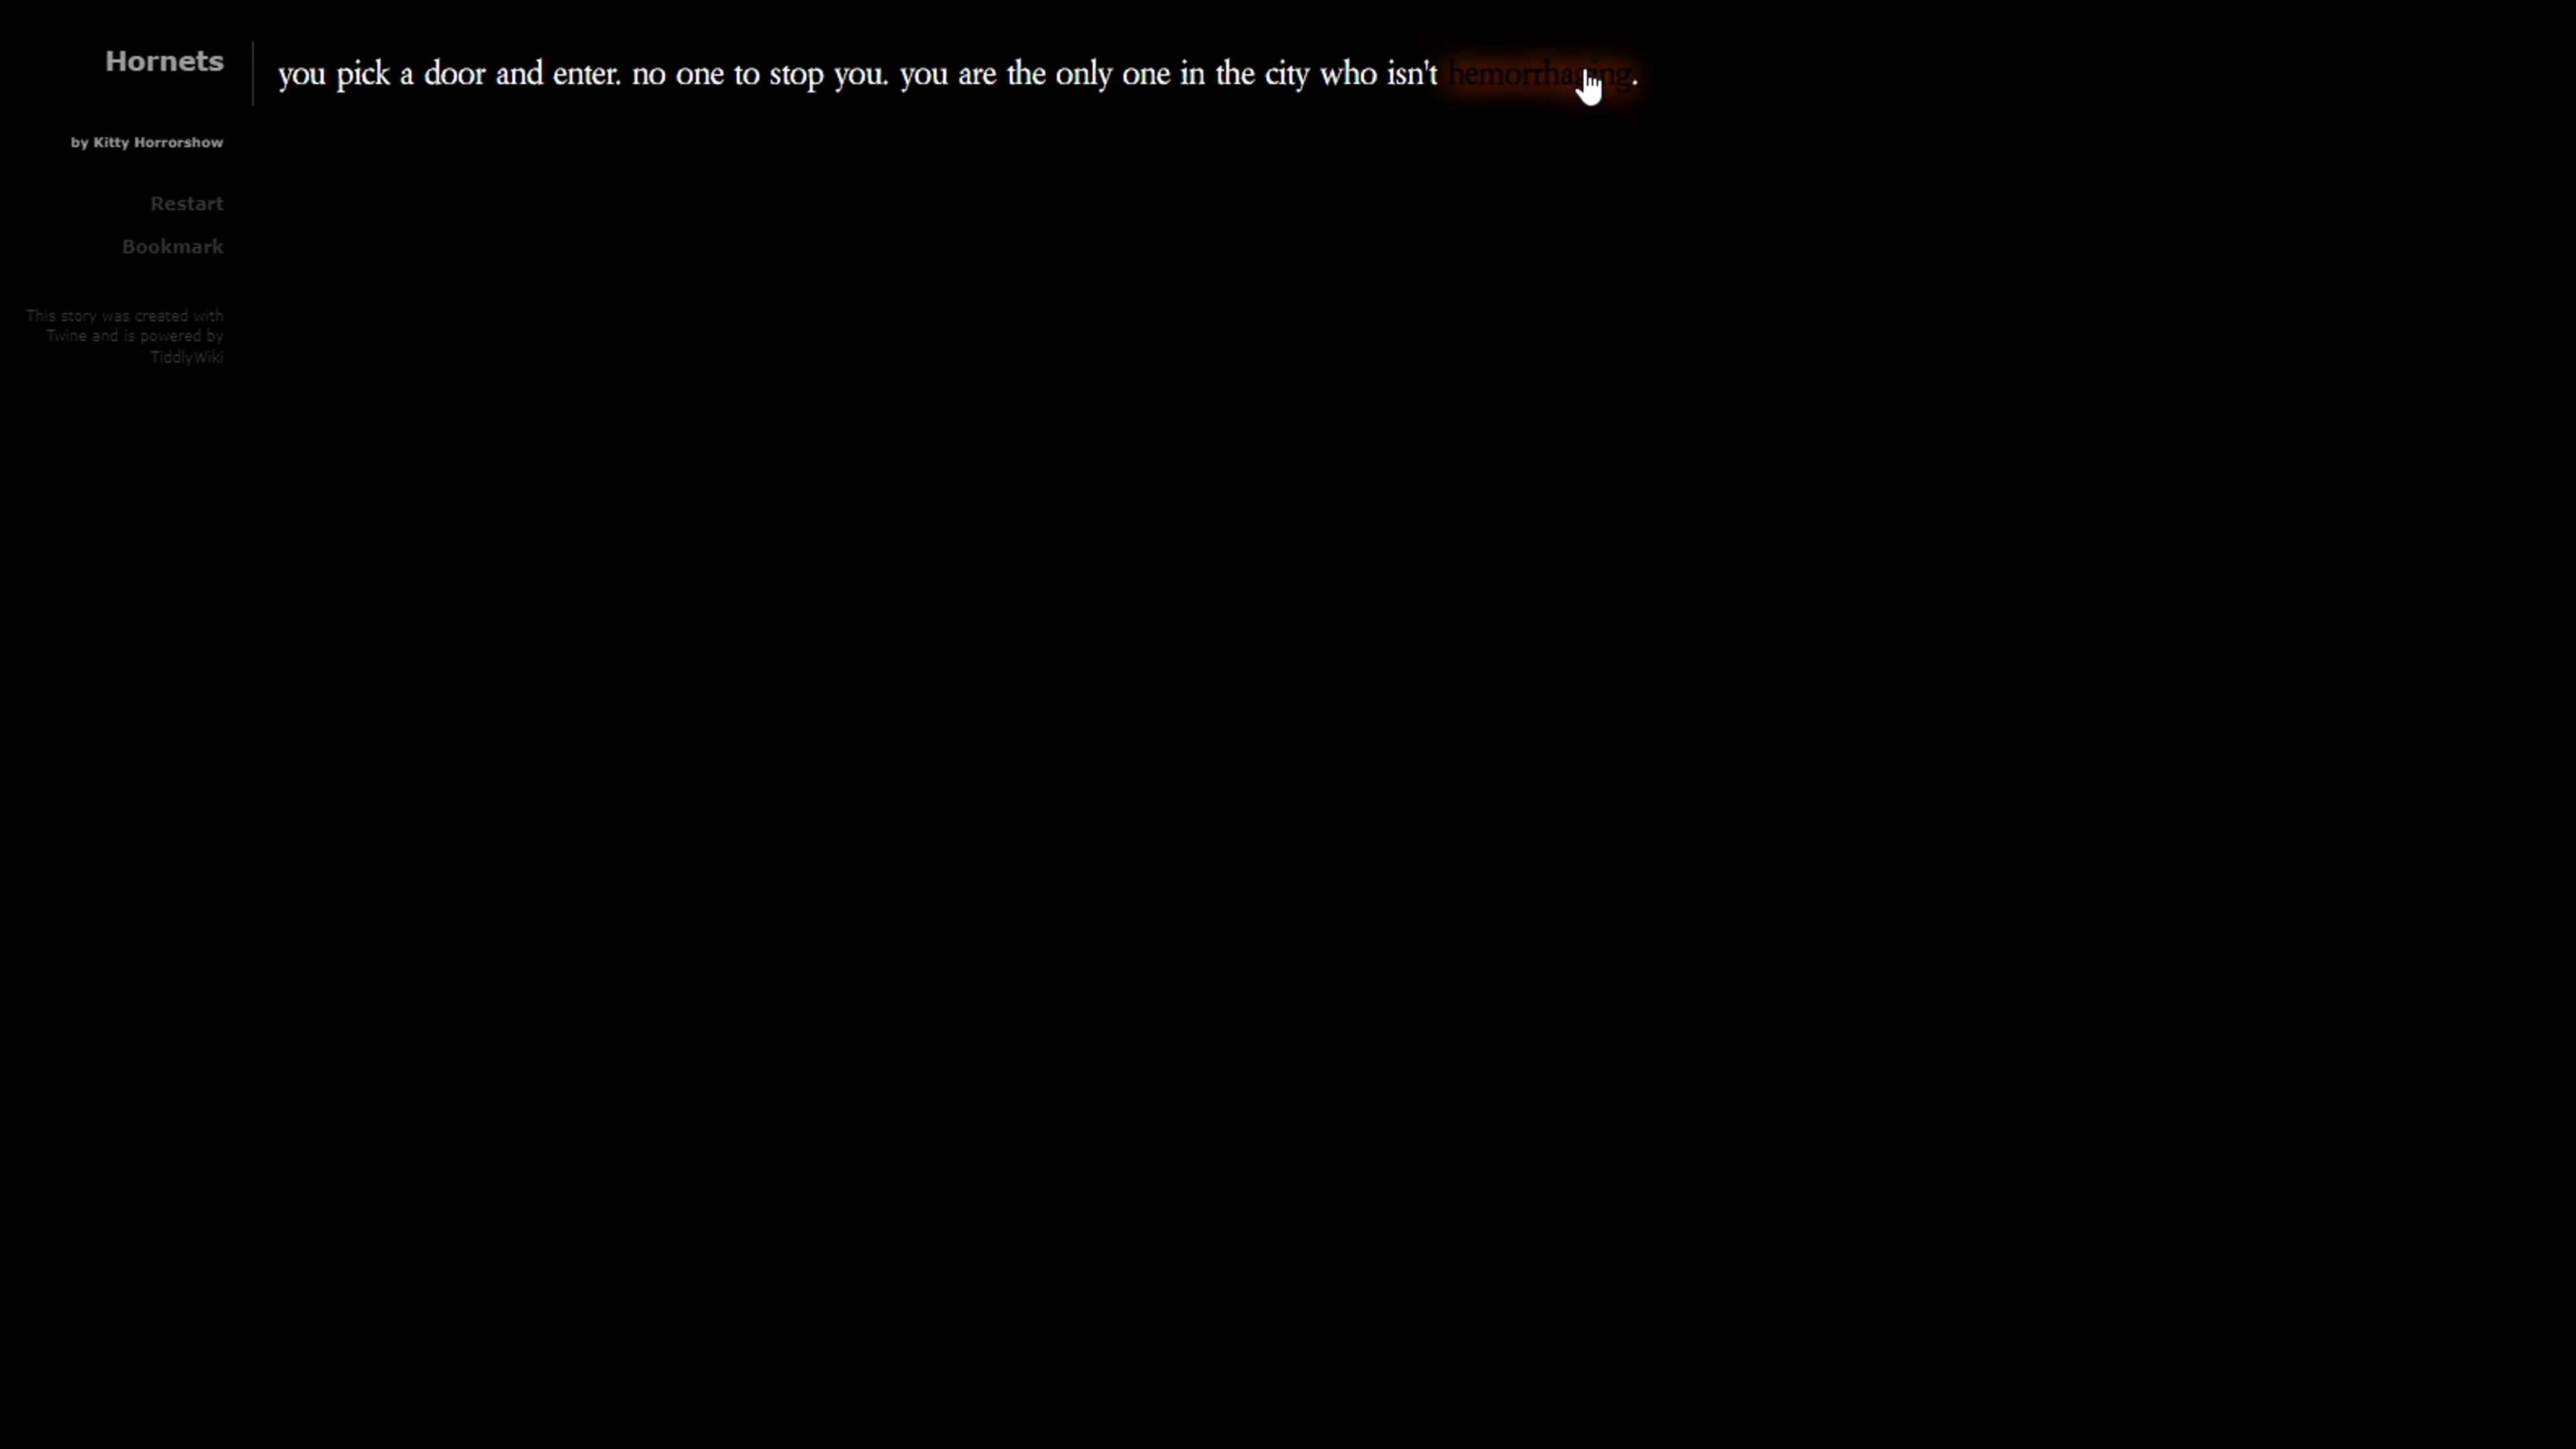 Hornets
by Kitty Horrorshow
Restart
Bookmark
This story was created with
Twine and is powered by
TiddlyWiki
you pick a door and enter. no one to stop you. you are the only one in the city who isn't hemorrhaging.